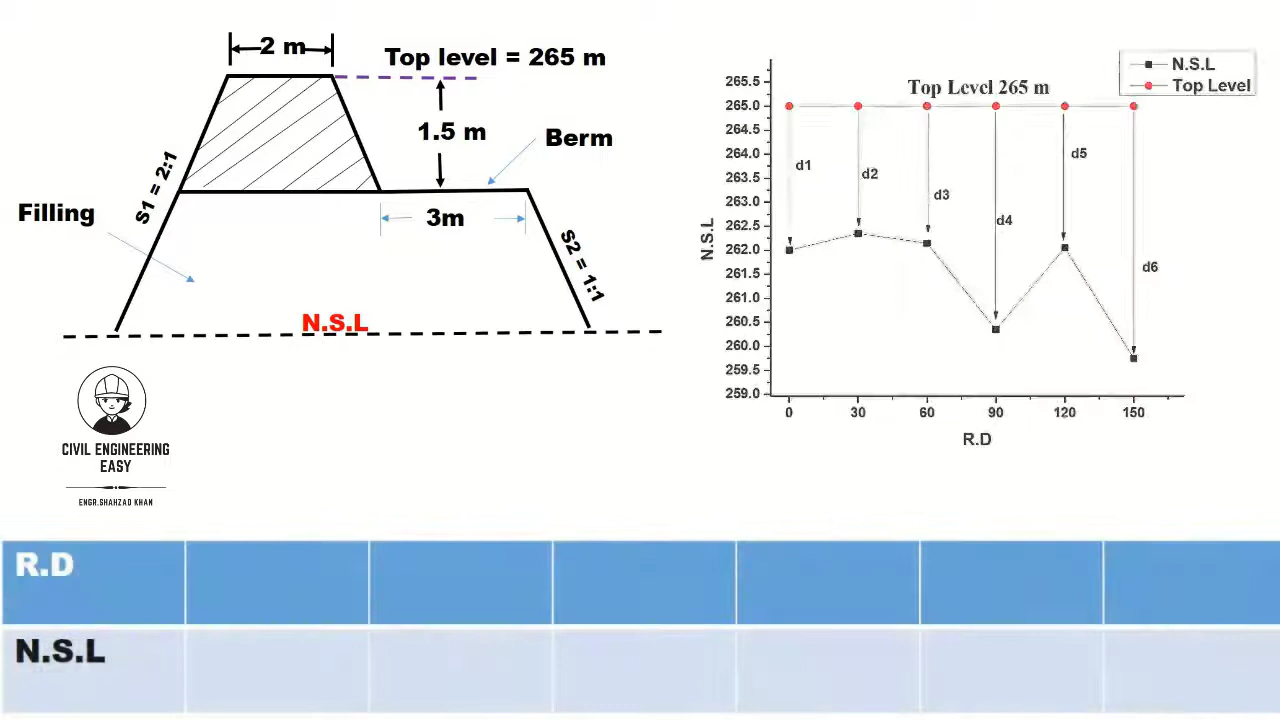 2 m
Top level = 265 m
1.5 m
Berm
S1 = 2:1
Filling
3m
S2 = 1:1
N.S.L
CIVIL ENGINEERING
EASY
ENGR.SHAHZAD KHAN
N.S.L
Top Level
Top Level 265 m
265.5
265.0
264.5
264.0
263.5
263.0
262.5
262.0
261.5
261.0
260.5
260.0
259.5
259.0
N.S.L
d1
d2
d3
d4
d5
d6
0 30 60 90 120 150
R.D
R.D
N.S.L